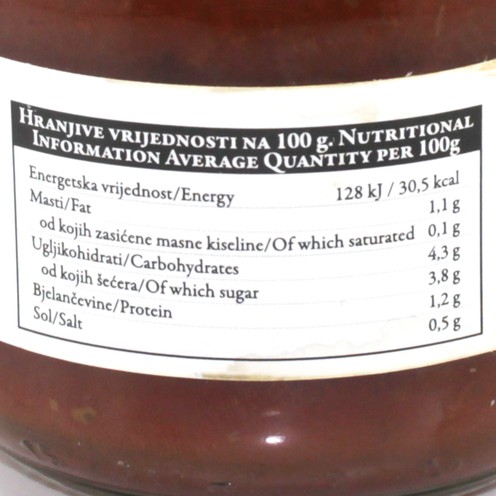 HRANJIVE VRIJEDNOSTI NA 100 g. NUTRITIONAL
INFORMATION AVERAGE QUANTITY PER 100g
Energetska vrijednost/Energy 128 kJ / 30,5 kcal
Masti/Fat 1,1 g
od kojih zasićene masne kiseline/Of which saturated 0,1 g
Ugljikohidrati/Carbohydrates 4,3 g
od kojih šećera/Of which sugar 3,8 g
Bjelančevine/Protein 1,2 g
Sol/Salt 0,5 g